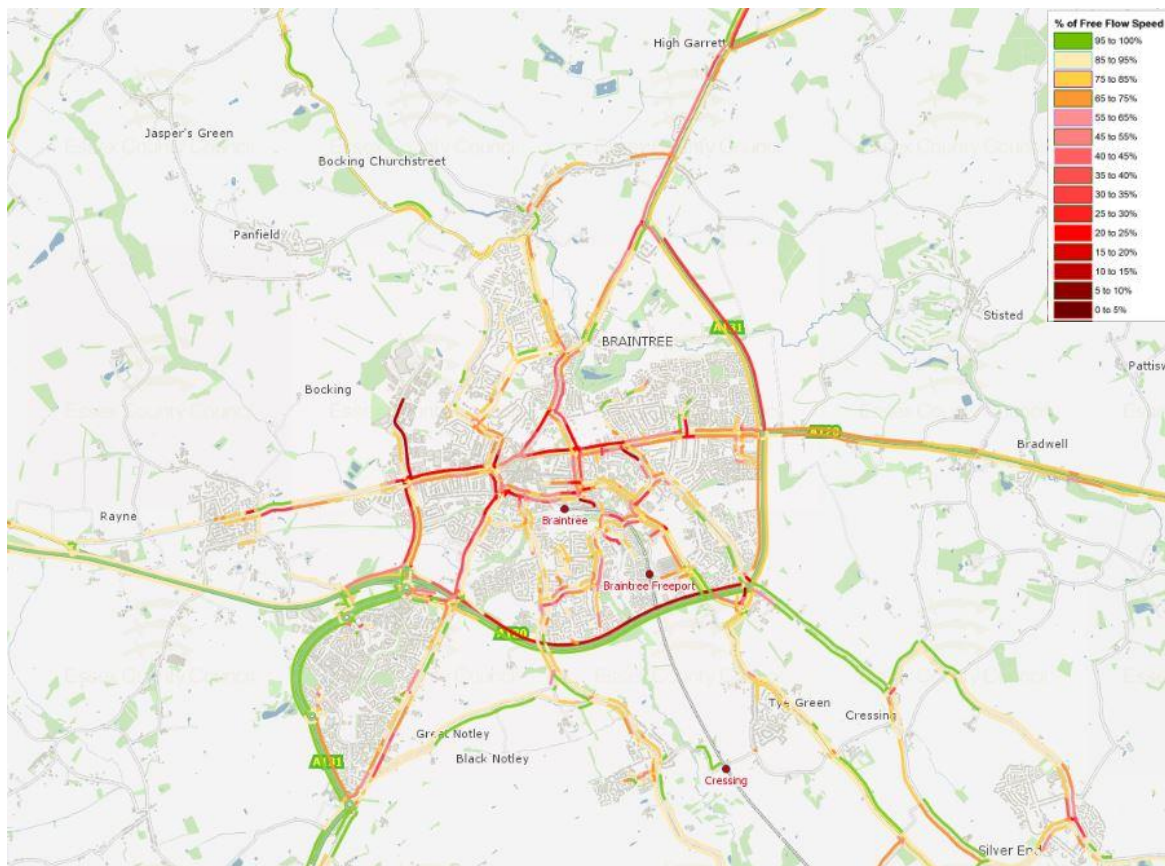 % of Free Flow Speed
95 to 100%
85 to 95%
75 to 85%
65 to 75%
55 to 65%
45 to 55%
40 to 45%
35 to 40%
30 to 35%
25 to 30%
20 to 25%
15 to 20%
10 to 15%
5 to 10%
0 to 5%
High Garrett
Jasper's Green
Bocking Churchstreet
Panfield
Stisted
A131
BRAINTREE
Bocking
A120
Bradwell
Rayne
Braintree
Braintree Freeport
A120
Tye Green
Cressing
Great Notley
Black Notley
A131
Cressing
Silver End